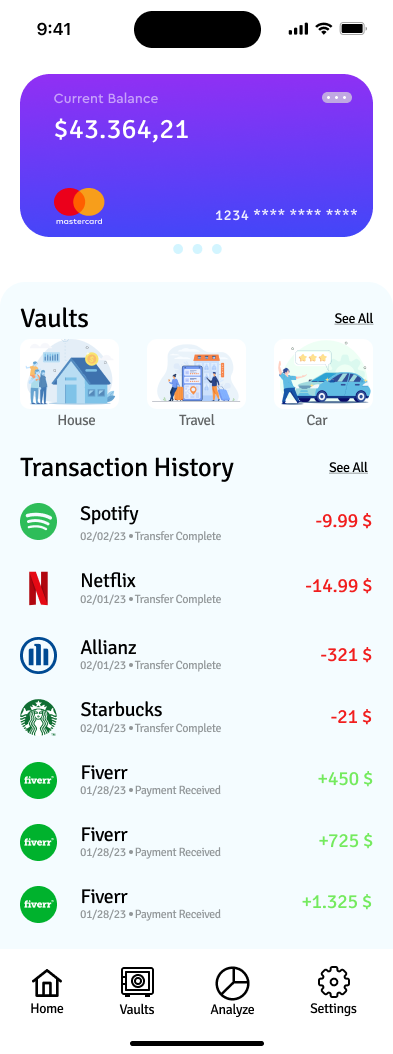 9:41
Current Balance
$43.364,21
mastercard
1234 **** **** ****
Vaults
See All
House
Travel
Car
Transaction History
See All
Spotify
02/02/23 • Transfer Complete
-9.99 $
Netflix
02/01/23 • Transfer Complete
-14.99 $
Allianz
02/01/23 • Transfer Complete
-321 $
Starbucks
02/01/23 • Transfer Complete
-21 $
fiverr
Fiverr
01/28/23 • Payment Received
+450 $
fiverr
Fiverr
01/28/23 • Payment Received
+725 $
fiverr
Fiverr
01/28/23 • Payment Received
+1.325 $
Home
Vaults
Analyze
Settings